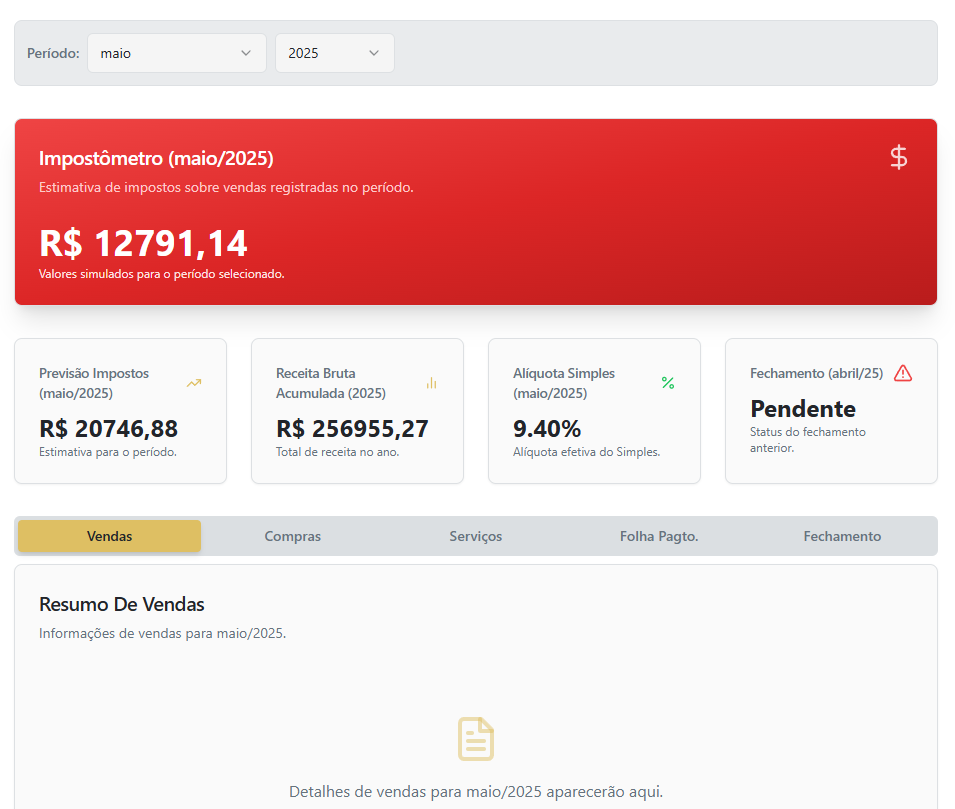 Período: maio 2025
Impostômetro (maio/2025)
Estimativa de impostos sobre vendas registradas no período.
R$ 12791,14
Valores simulados para o período selecionado.
Previsão Impostos
(maio/2025)
R$ 20746,88
Estimativa para o período.
Receita Bruta
Acumulada (2025)
R$ 256955,27
Total de receita no ano.
Alíquota Simples
(maio/2025)
9.40%
Alíquota efetiva do Simples.
Fechamento (abril/25)
Pendente
Status do fechamento
anterior.
Vendas Compras Serviços Folha Pagto. Fechamento
Resumo De Vendas
Informações de vendas para maio/2025.
Detalhes de vendas para maio/2025 aparecerão aqui.